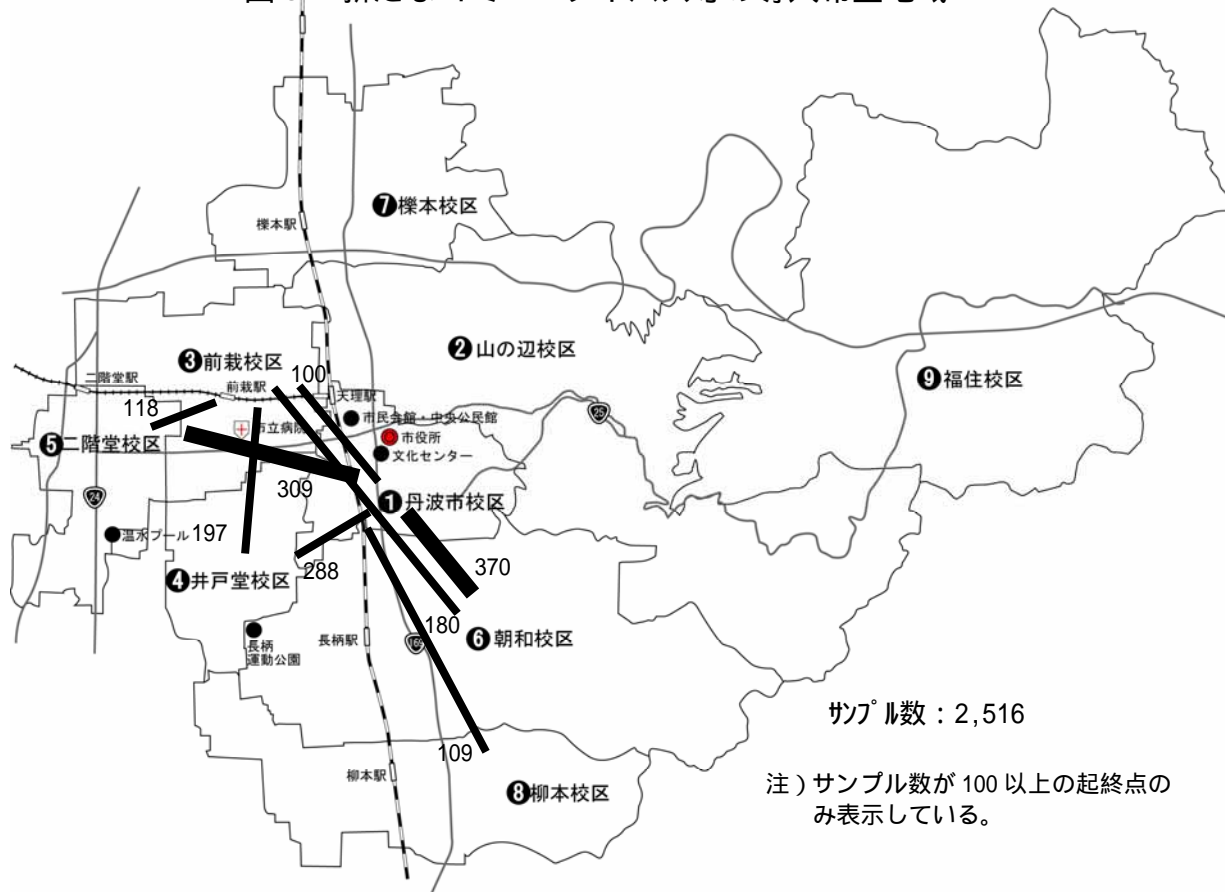 ❼櫟本校区
櫟本駅
❷山の辺校区
❸前栽校区
二階堂駅
前栽駅
100
天理駅
❾福住校区
118
市立病院
市民会館・中央公民館
25
❺二階堂校区
市役所
文化センター
24
309
❶丹波市校区
温水プール
197
288
370
❹井戸堂校区
180
長柄
運動公園
長柄駅
169
❻朝和校区
サンプル数：2,516
109
柳本駅
❽柳本校区
注）サンプル数が 100 以上の起終点の
み表示している。